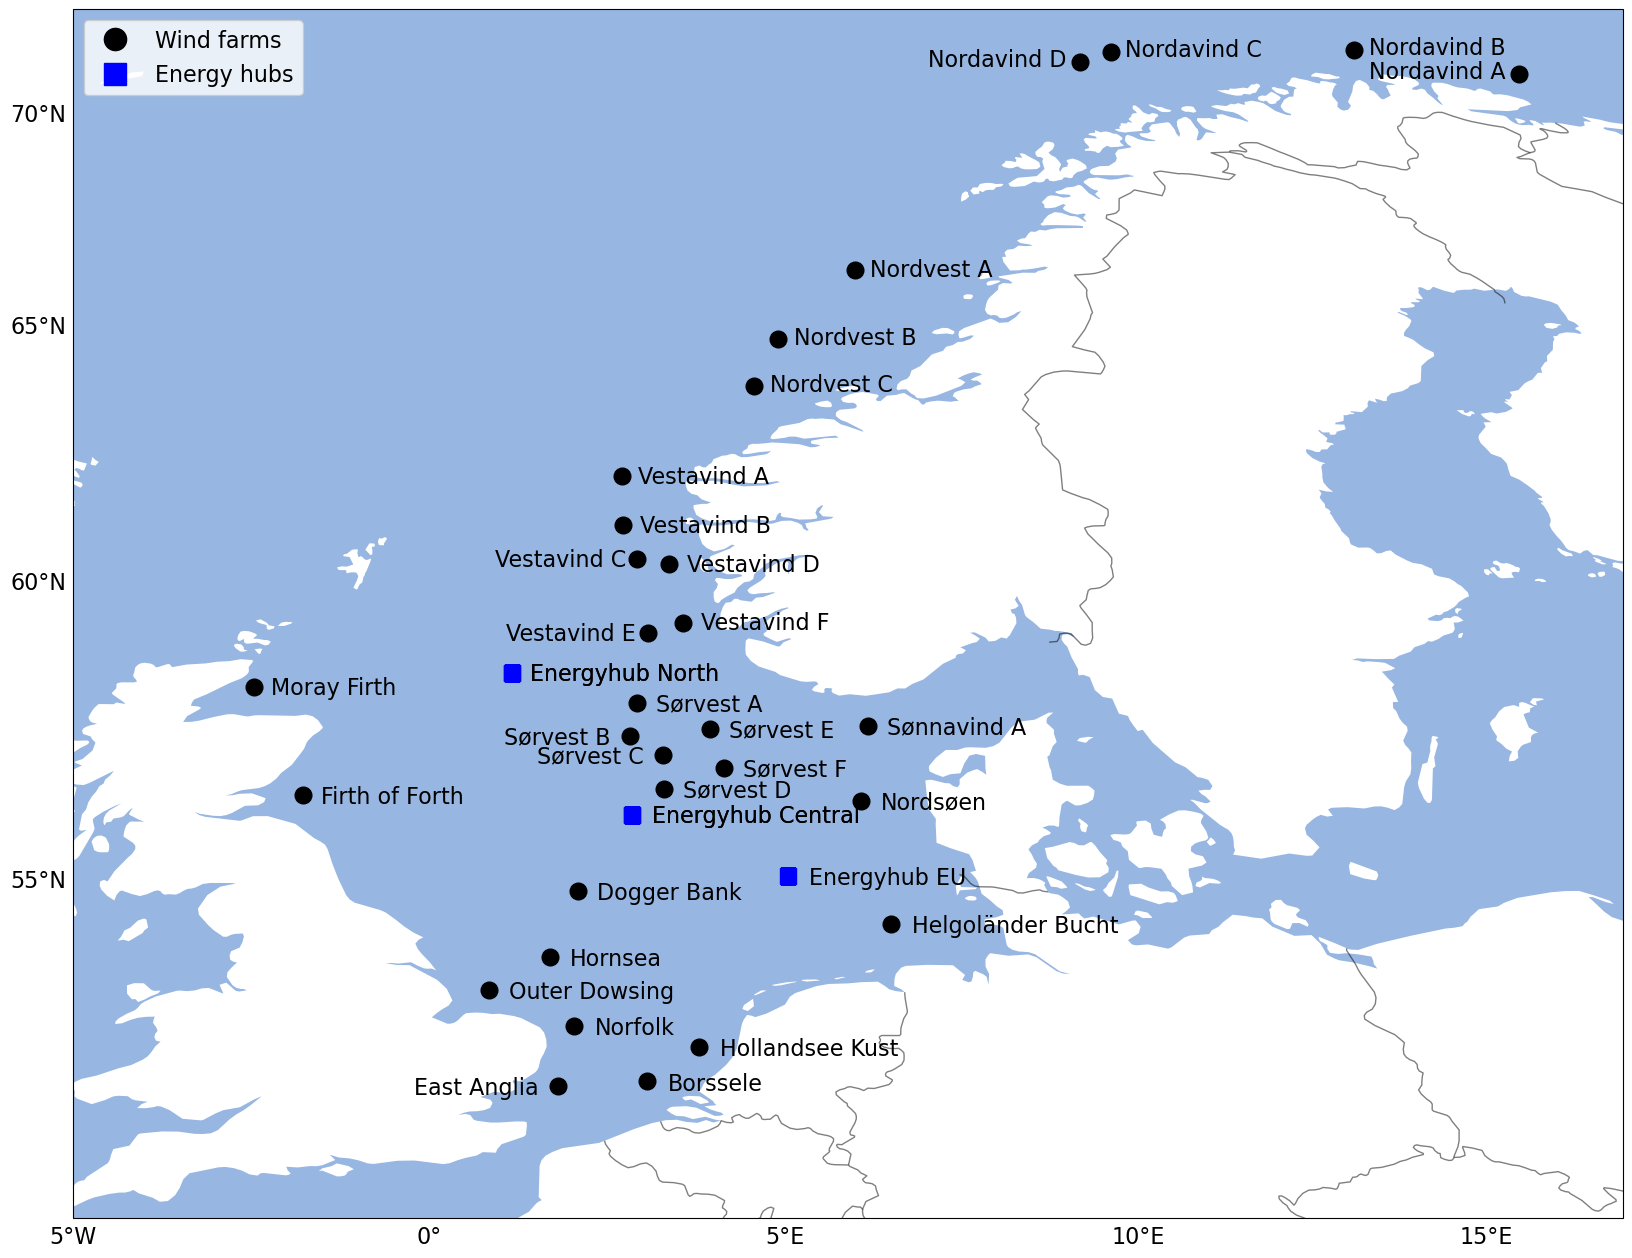 Wind farms
Energy hubs
Nordavind D
Nordavind C
Nordavind B
Nordavind A
70°N
Nordvest A
65°N
Nordvest B
Nordvest C
Vestavind A
Vestavind B
Vestavind C
Vestavind D
60°N
Vestavind F
Vestavind E
Energyhub North
Moray Firth
Sørvest A
Sørvest E
Sønnavind A
Sørvest B
Sørvest C
Sørvest F
Sørvest D
Firth of Forth
Nordsøen
Energyhub Central
55°N
Energyhub EU
Dogger Bank
Helgoländer Bucht
Hornsea
Outer Dowsing
Norfolk
Hollandsee Kust
East Anglia
Borssele
5°W
0°
5°E
10°E
15°E